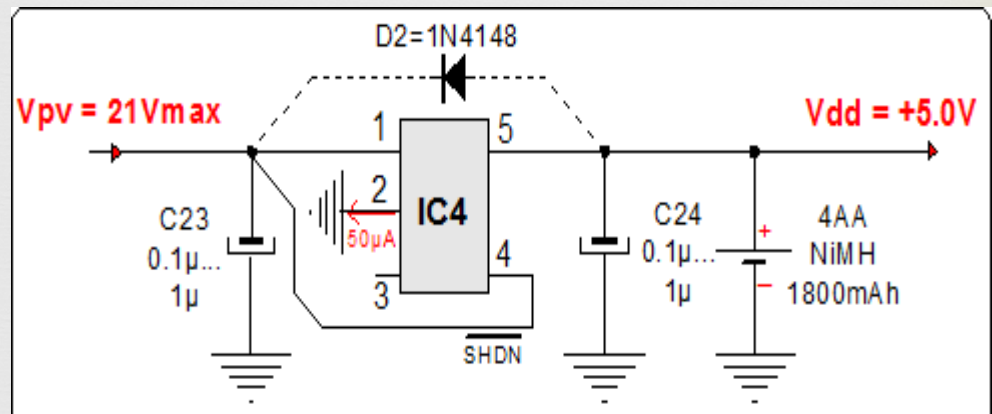 D2=1N4148
Vpv = 21Vmax
Vdd = +5.0V
1
5
2
IC4
50µA
3
4
SHDN
C23
0.1µ...
1µ
C24
0.1µ...
1µ
+
4AA
NiMH
1800mAh
−